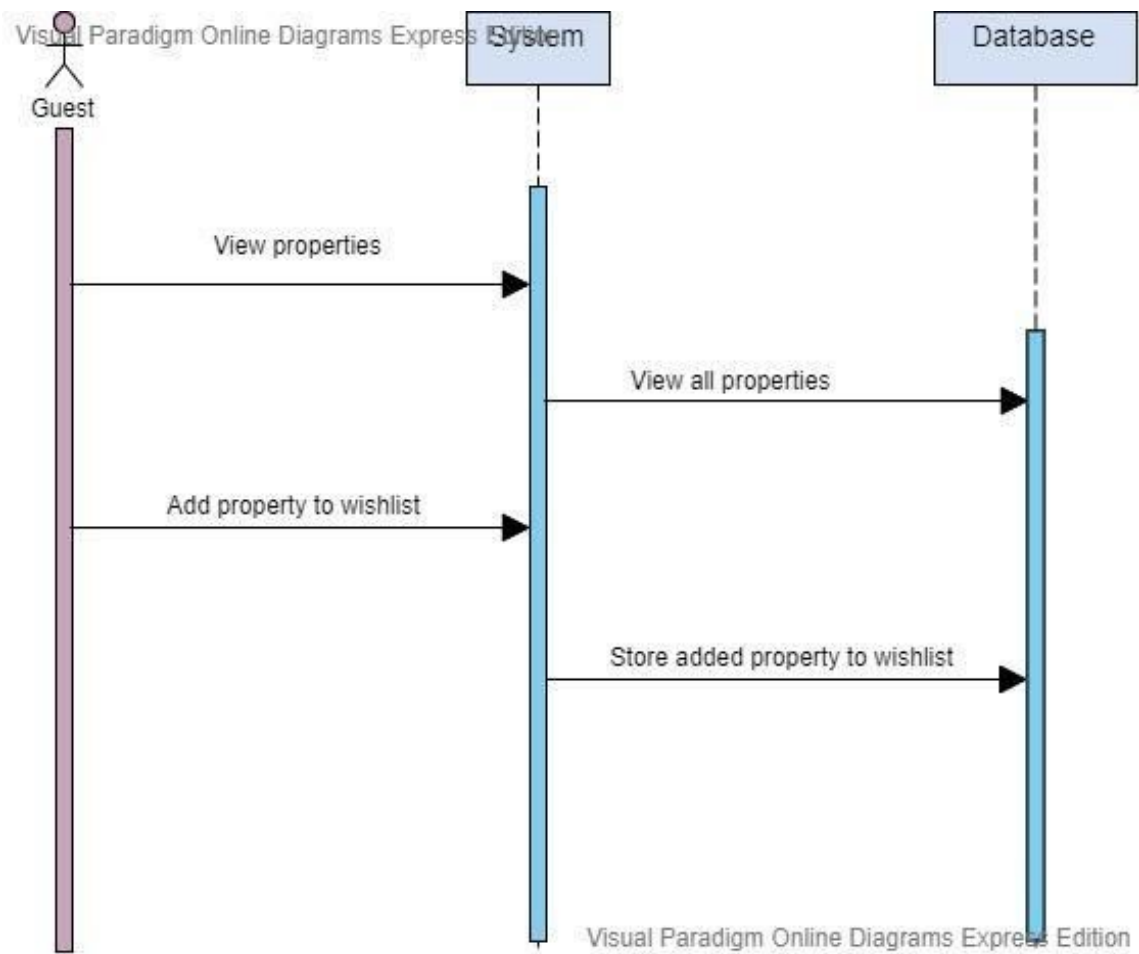 Visual Paradigm Online Diagrams Express Edition
System
Database
Guest
View properties
View all properties
Add property to wishlist
Store added property to wishlist
Visual Paradigm Online Diagrams Express Edition